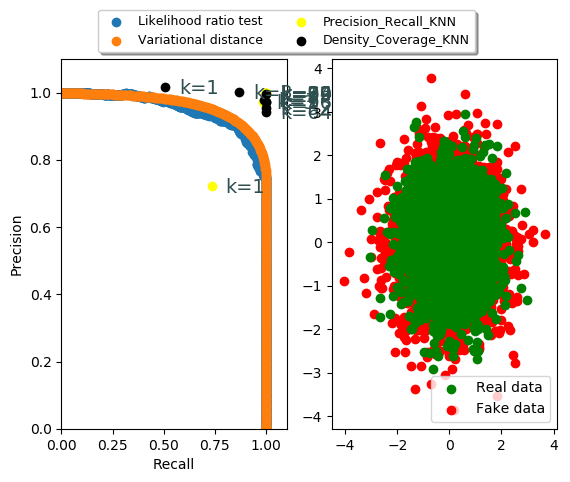 Likelihood ratio test
Variational distance
Precision_Recall_KNN
Density_Coverage_KNN
1.0
0.8
0.6
0.4
0.2
0.0
Precision
k=1
k=1
k=64
0.00
0.25
0.50
0.75
1.00
Recall
4
3
2
1
0
−1
−2
−3
−4
Real data
Fake data
−4
−2
0
2
4